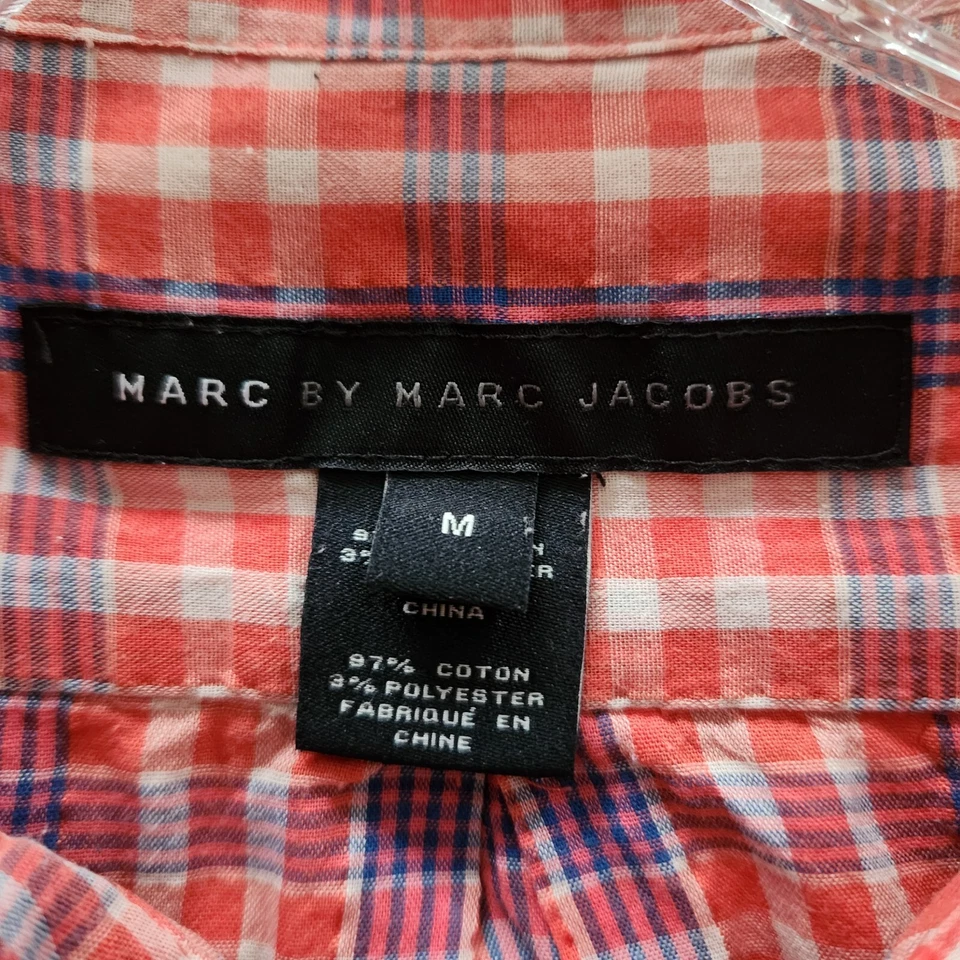 MARC BY MARC JACOBS
M
CHINA
97% COTON
3% POLYESTER
FABRIQUÉ EN
CHINE